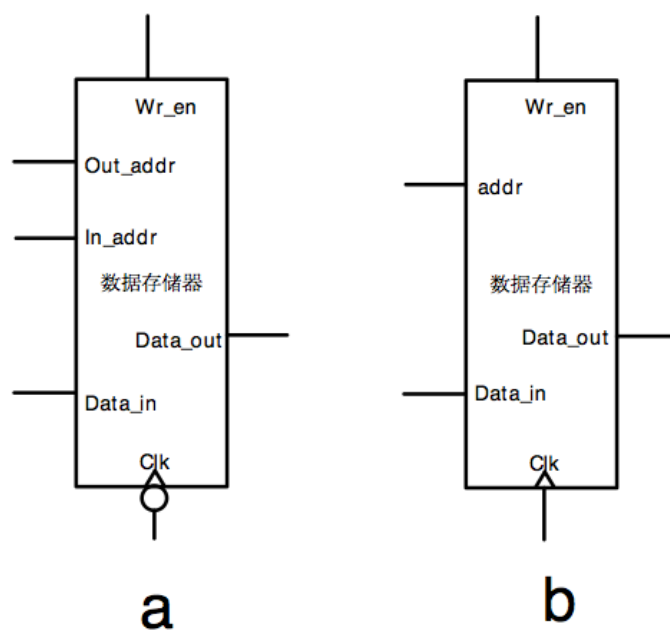 Wr_en
Out_addr
In_addr
数据存储器
Data_out
Data_in
Clk
a
Wr_en
addr
数据存储器
Data_out
Data_in
Clk
b